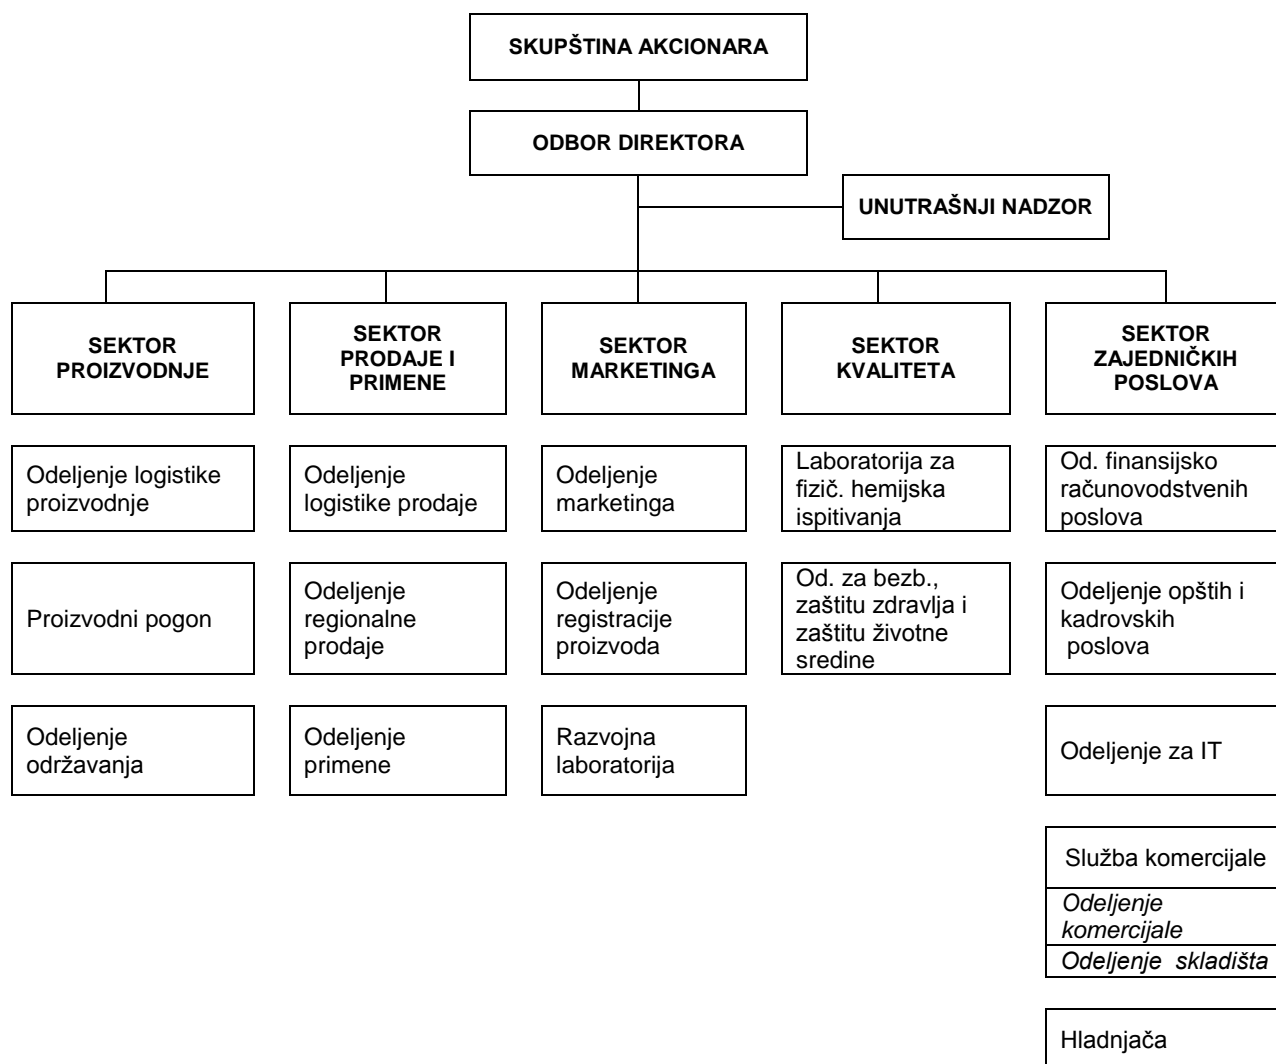 SKUPŠTINA AKCIONARA
ODBOR DIREKTORA
UNUTRAŠNJI NADZOR
SEKTOR
PROIZVODNJE
SEKTOR
PRODAJE I
PRIMENE
SEKTOR
MARKETINGA
SEKTOR
KVALITETA
SEKTOR
ZAJEDNIČKIH
POSLOVA
Odeljenje logistike
proizvodnje
Odeljenje
logistike prodaje
Odeljenje
marketinga
Laboratorija za
fizič. hemijska
ispitivanja
Od. finansijsko
računovodstvenih
poslova
Proizvodni pogon
Odeljenje
regionalne
prodaje
Odeljenje
registracije
proizvoda
Od. za bezb.,
zaštitu zdravlja i
zaštitu životne
sredine
Odeljenje opštih i
kadrovskih
poslova
Odeljenje
održavanja
Odeljenje
primene
Razvojna
laboratorija
Odeljenje za IT
Služba komercijale
Odeljenje
komercijale
Odeljenje skladišta
Hladnjača